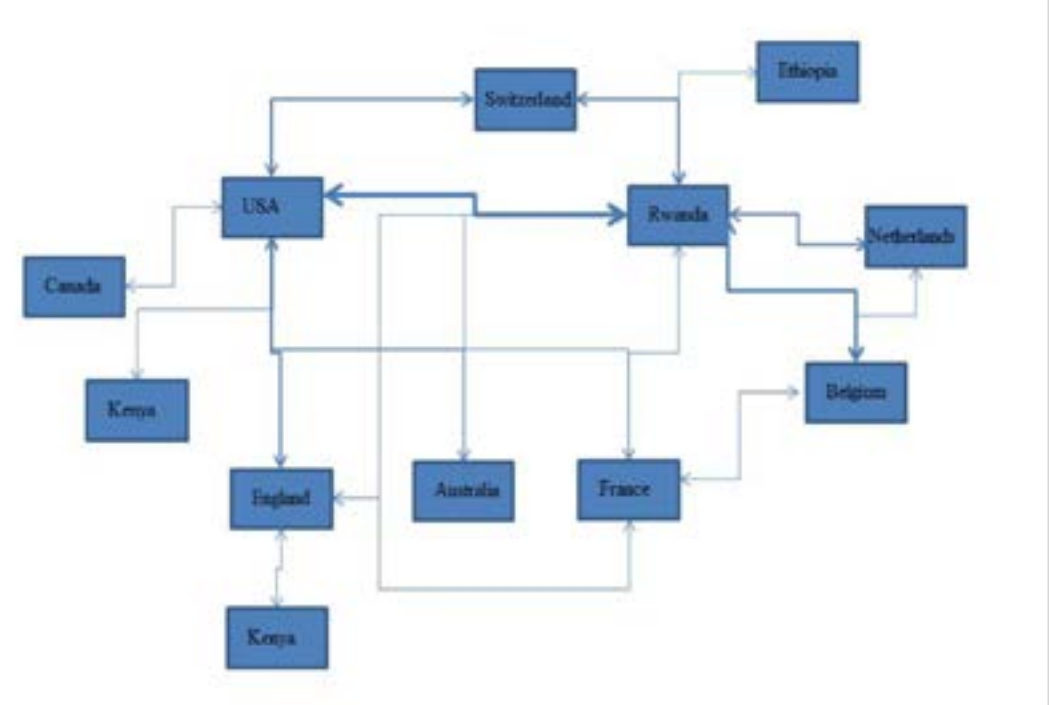 Ethiopia
Switzerland
USA
Rwanda
Netherlands
Canada
Kenya
Belgium
England
Australia
France
Kenya